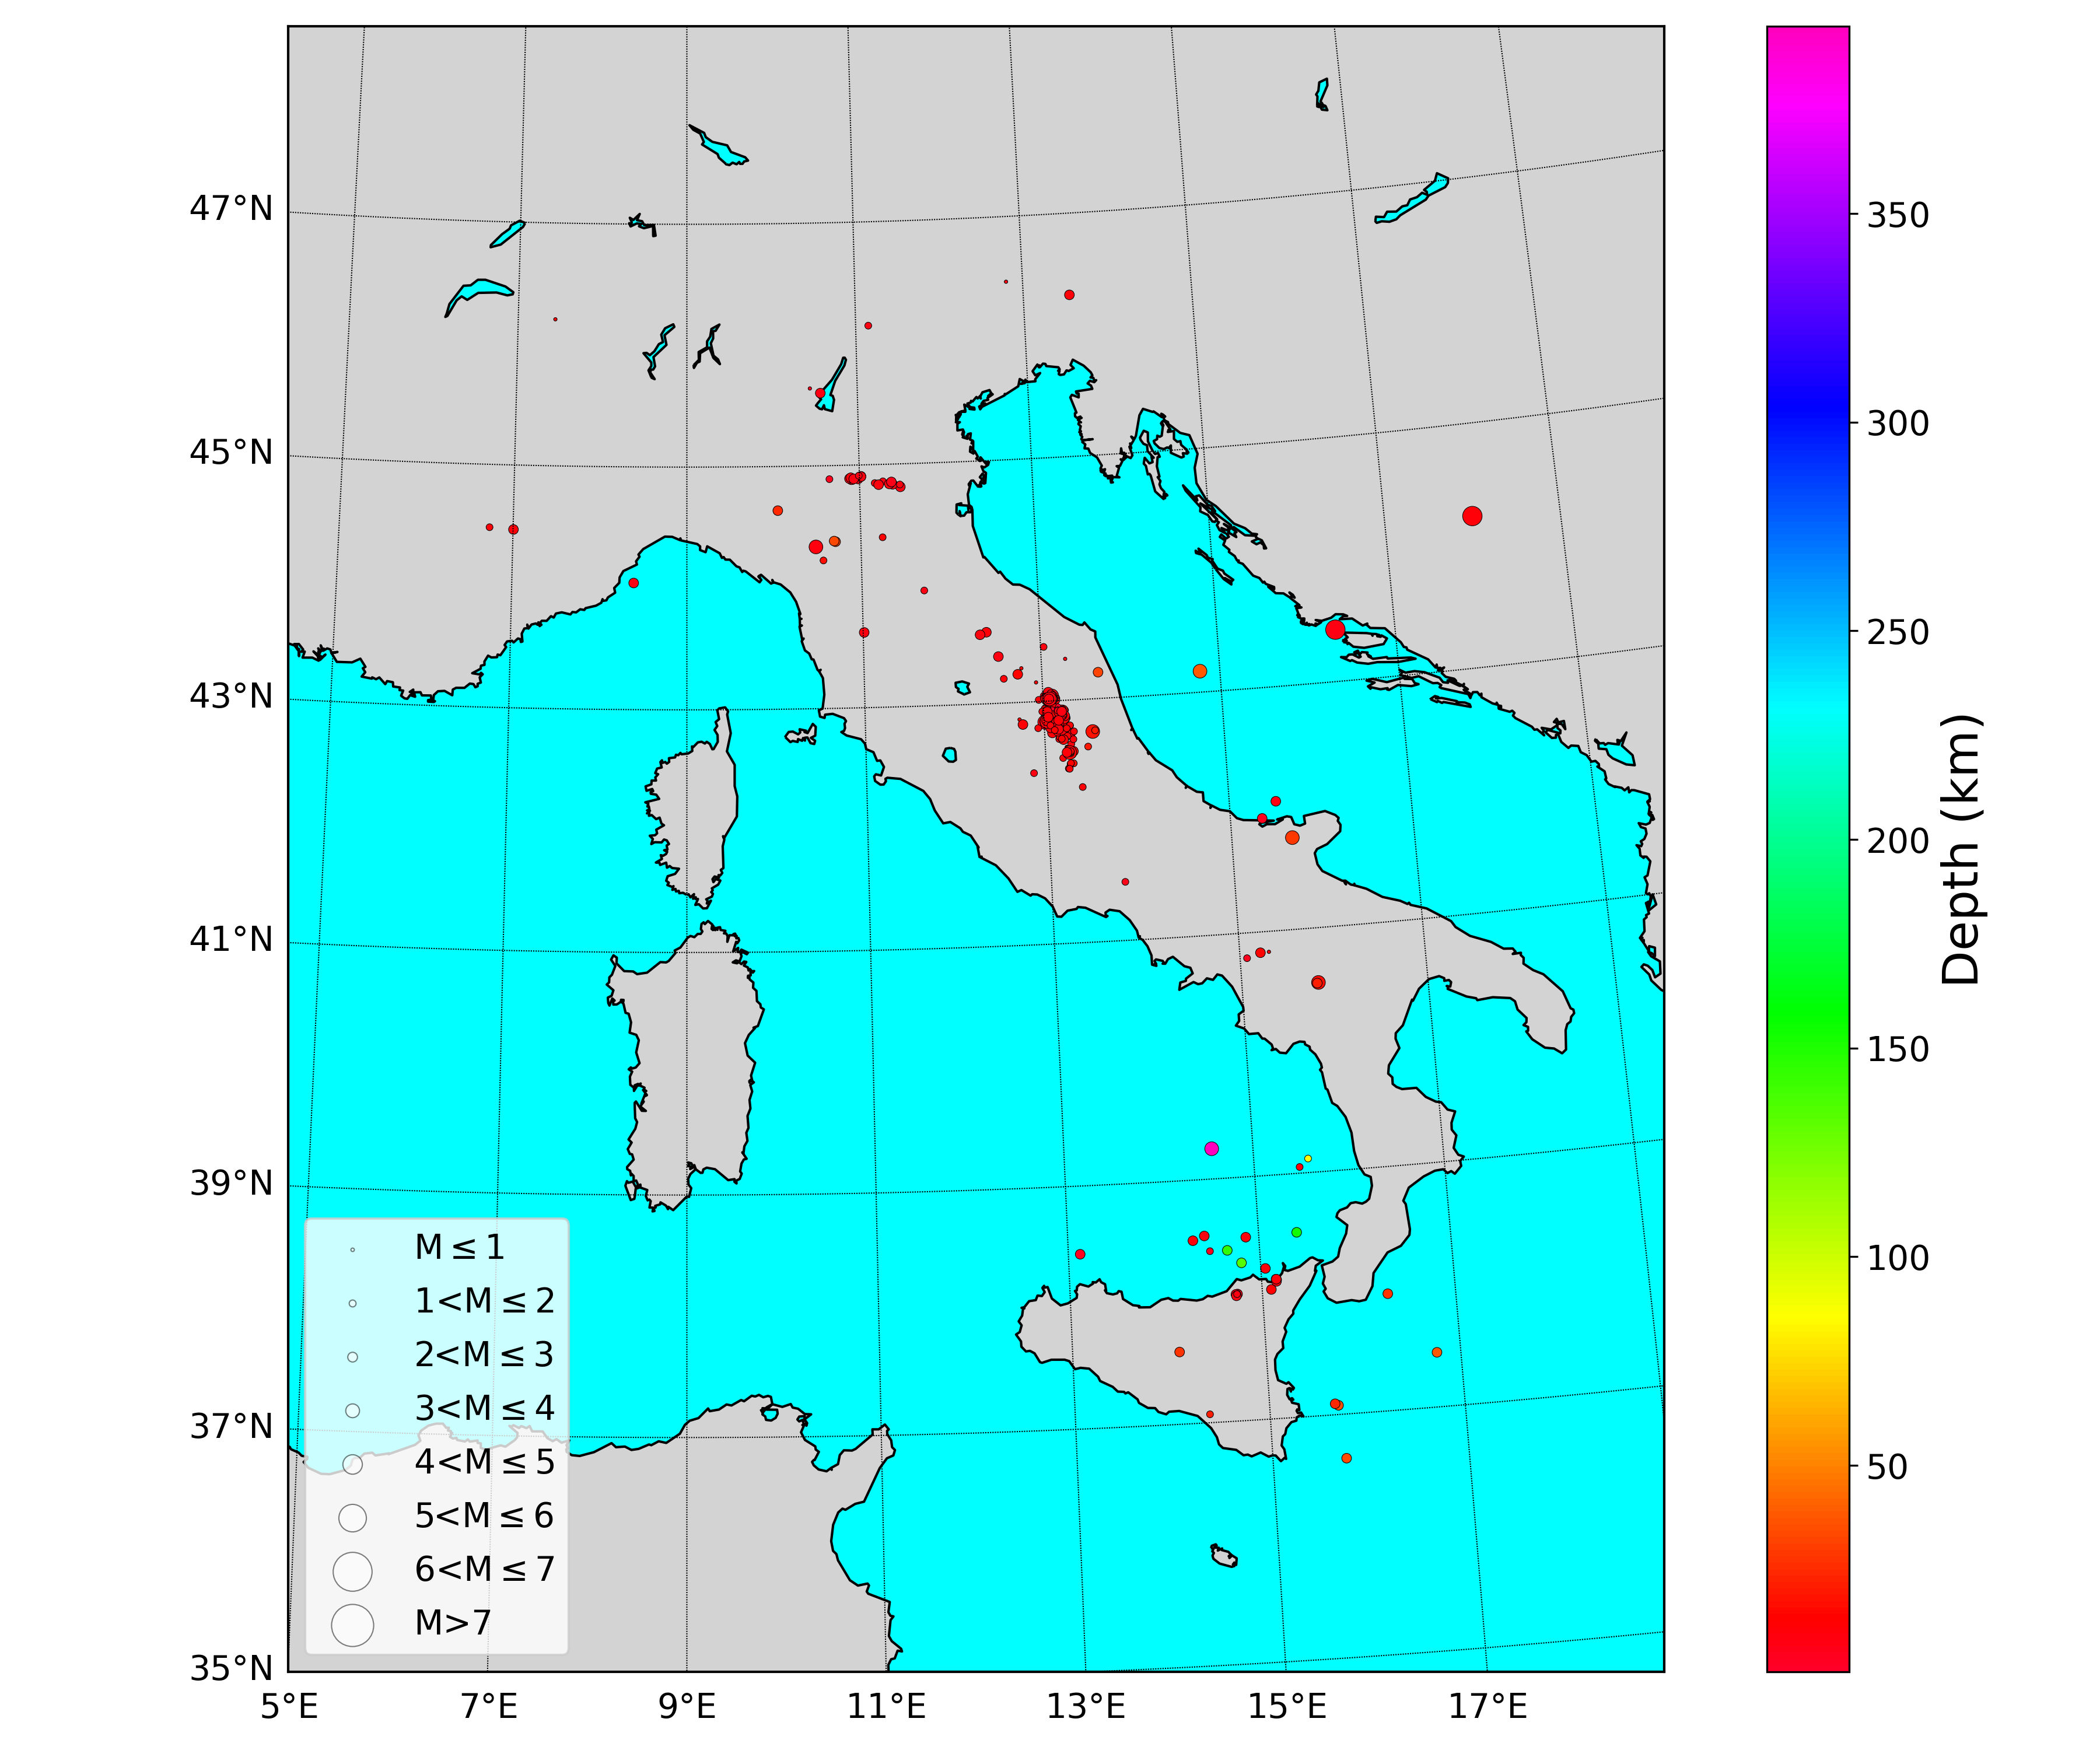 47°N
45°N
43°N
41°N
39°N
37°N
35°N
5°E
7°E
9°E
11°E
13°E
15°E
17°E
M ≤ 1
1<M ≤ 2
2<M ≤ 3
3<M ≤ 4
4<M ≤ 5
5<M ≤ 6
6<M ≤ 7
M>7
350
300
250
200
150
100
50
Depth (km)